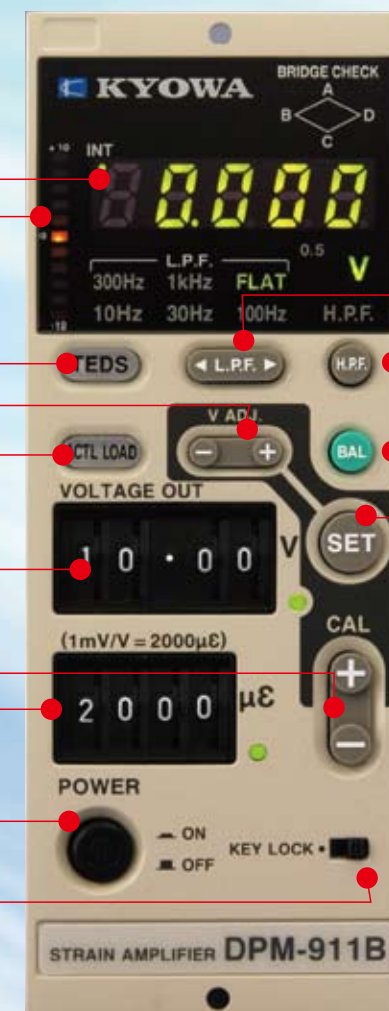 BRIDGE CHECK
KYOWA
A
B D
C
+10 INT
0.000
-0
L.P.F. 0.5
300Hz 1kHz FLAT V
-10 10Hz 30Hz 100Hz H.P.F.
TEDS ◄ L.P.F. ► H.P.F.
V ADJ.
ACTL LOAD − + BAL
VOLTAGE OUT
10·00 V SET
(1mV/V = 2000με) CAL
2000 με + −
POWER
ON
OFF KEY LOCK •
STRAIN AMPLIFIER DPM-911B